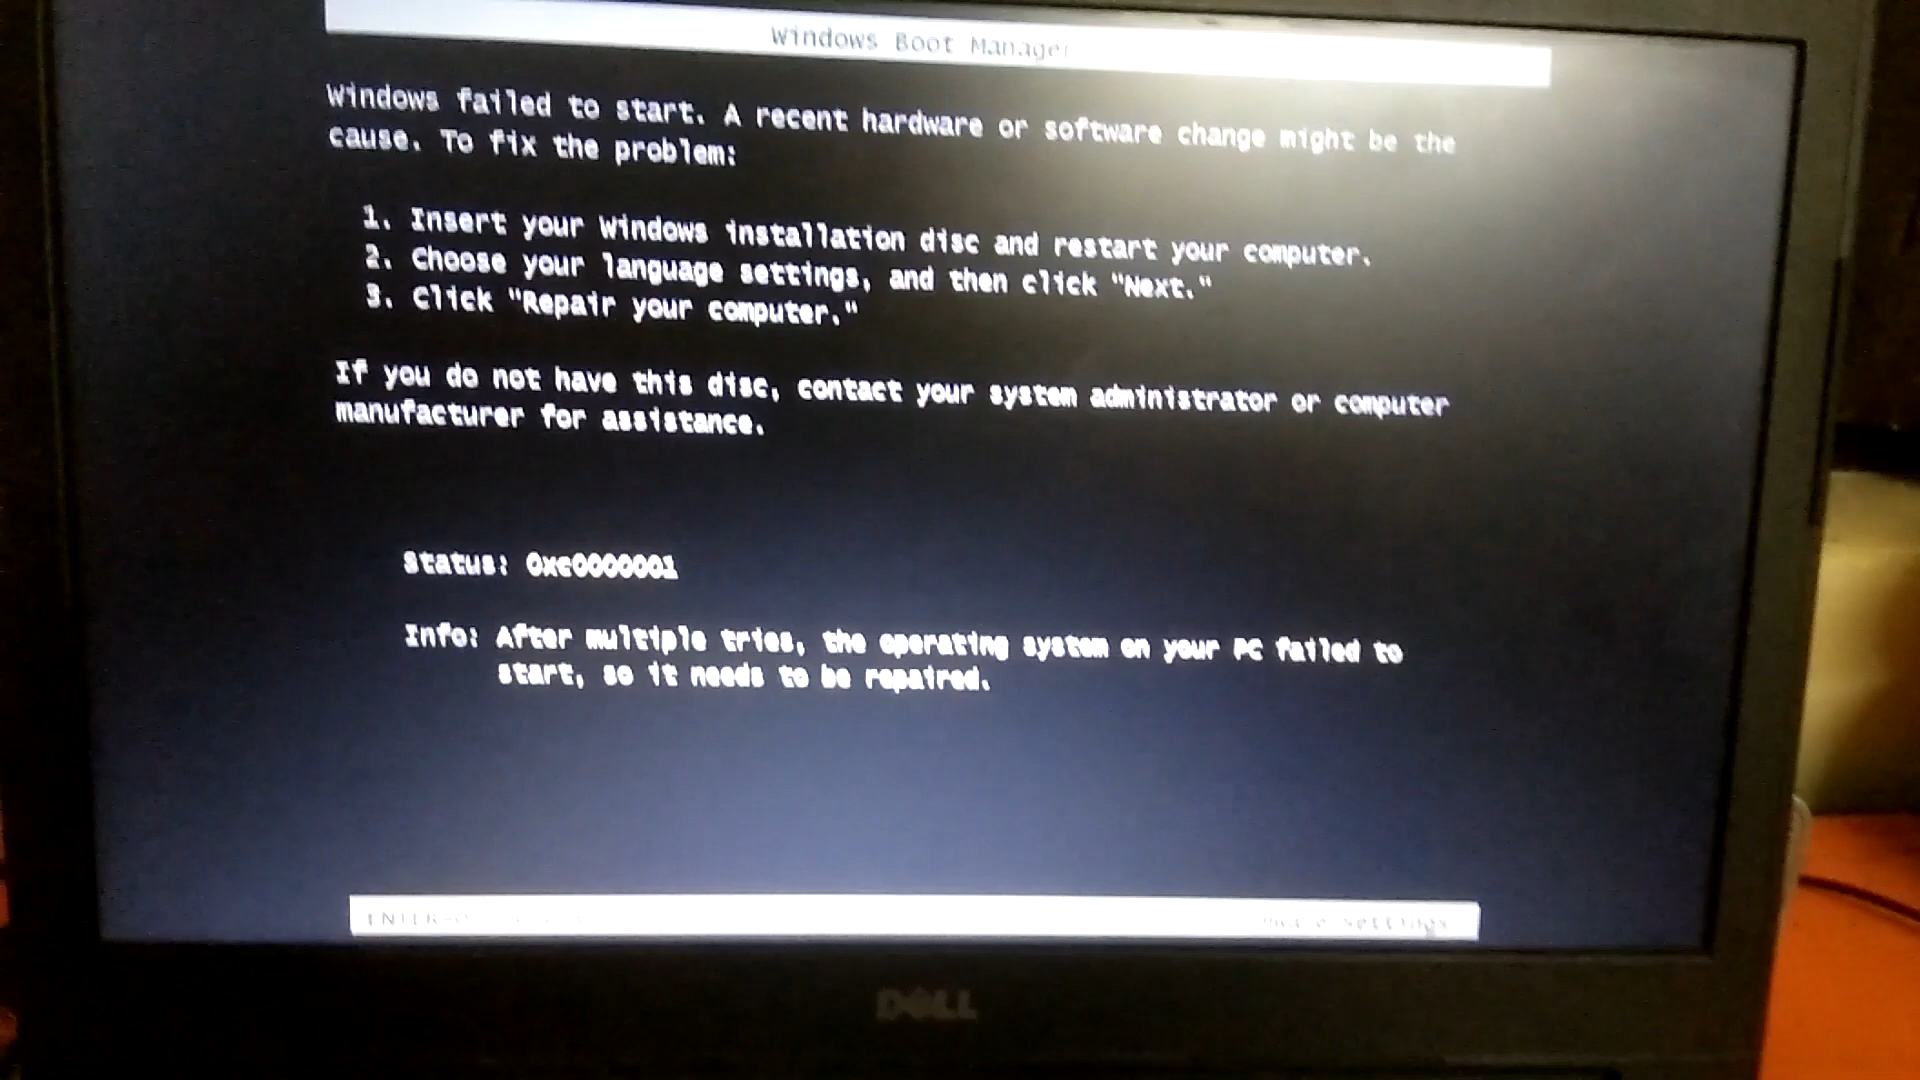 Windows Boot Manager
Windows failed to start. A recent hardware or software change might be the
cause. To fix the problem:
1. Insert your Windows installation disc and restart your computer.
2. Choose your language settings, and then click "Next."
3. Click "Repair your computer."
If you do not have this disc, contact your system administrator or computer
manufacturer for assistance.
Status: 0xc0000001
Info: After multiple tries, the operating system on your PC failed to
start, so it needs to be repaired.
Settings
DELL